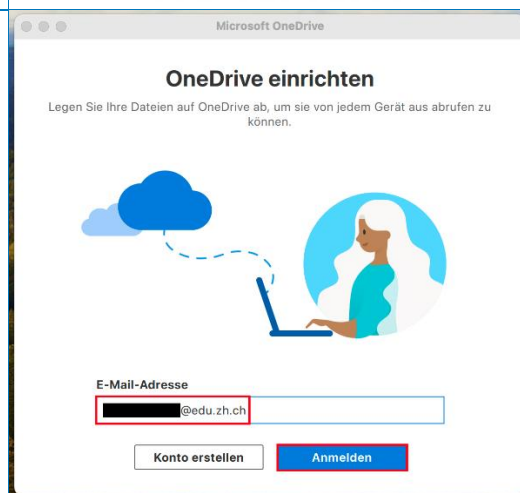 Microsoft OneDrive
OneDrive einrichten
Legen Sie Ihre Dateien auf OneDrive ab, um sie von jedem Gerät aus abrufen zu
können.
E-Mail-Adresse
@edu.zh.ch
Konto erstellen
Anmelden